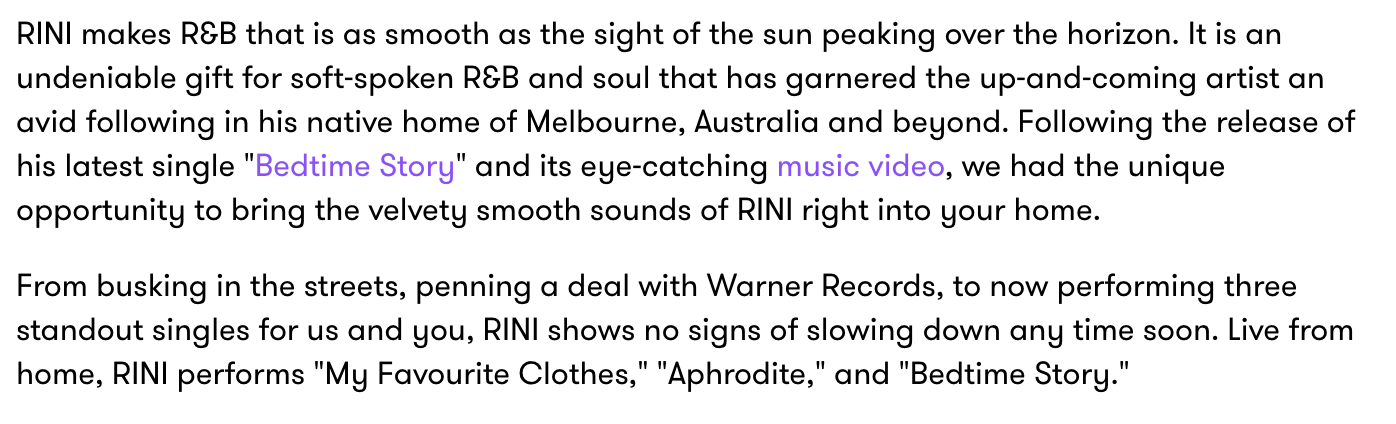 RINI makes R&B that is as smooth as the sight of the sun peaking over the horizon. It is an
undeniable gift for soft-spoken R&B and soul that has garnered the up-and-coming artist an
avid following in his native home of Melbourne, Australia and beyond. Following the release of
his latest single "Bedtime Story" and its eye-catching music video, we had the unique
opportunity to bring the velvety smooth sounds of RINI right into your home.
From busking in the streets, penning a deal with Warner Records, to now performing three
standout singles for us and you, RINI shows no signs of slowing down any time soon. Live from
home, RINI performs "My Favourite Clothes," "Aphrodite," and "Bedtime Story."